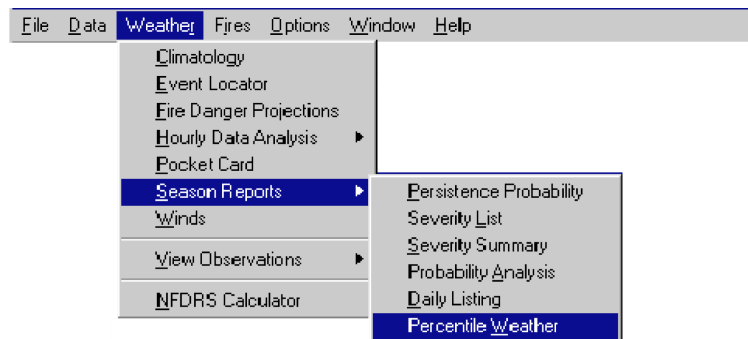 File Data Weather Fires Options Window Help
Climatology
Event Locator
Fire Danger Projections
Hourly Data Analysis
Pocket Card
Season Reports
Winds
View Observations
NFDRS Calculator
Persistence Probability
Severity List
Severity Summary
Probability Analysis
Daily Listing
Percentile Weather